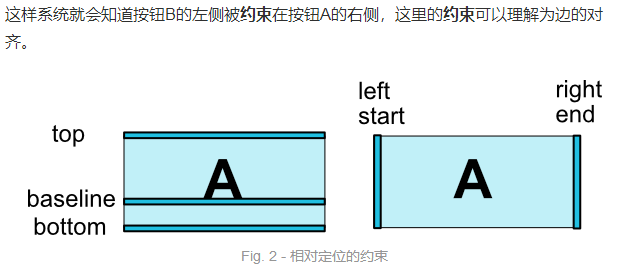 这样系统就会知道按钮B的左侧被约束在按钮A的右侧，这里的约束可以理解为边的对
齐。
left
start
right
end
top
A
A
baseline
bottom
Fig. 2 - 相对定位的约束